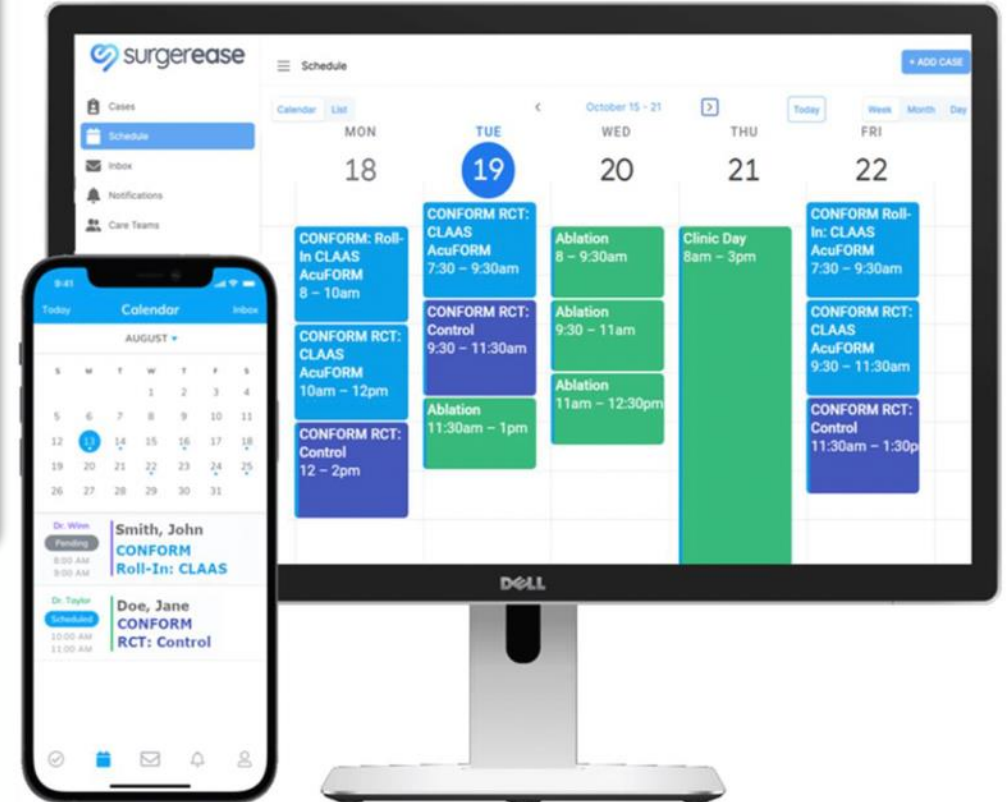 surgerease
Schedule
+ ADD CASE
Cases
Schedule
Inbox
Notifications
Care Teams
Calendar List
< October 15 - 21 >
Today
Week Month Day
MON TUE WED THU FRI
18 19 20 21 22
CONFORM: Roll-
In CLAAS
AcuFORM
8 – 10am
CONFORM RCT:
CLAAS
AcuFORM
10am – 12pm
CONFORM RCT:
Control
12 – 2pm
CONFORM RCT:
CLAAS
AcuFORM
7:30 – 9:30am
CONFORM RCT:
Control
9:30 – 11:30am
Ablation
11:30am – 1pm
Ablation
8 – 9:30am
Ablation
9:30 – 11am
Ablation
11am – 12:30pm
Clinic Day
8am – 3pm
CONFORM Roll-
In: CLAAS
AcuFORM
7:30 – 9:30am
CONFORM RCT:
CLAAS
AcuFORM
9:30 – 11:30am
CONFORM RCT:
Control
11:30am – 1:30p
DELL
9:41
Today Calendar Inbox
AUGUST
S M T W T F S
1 2 3 4
5 6 7 8 9 10 11
12 13 14 15 16 17 18
19 20 21 22 23 24 25
26 27 28 29 30 31
Dr. Winn
Pending
8:00 AM
9:00 AM
Smith, John
CONFORM
Roll-In: CLAAS
Dr. Taylor
Scheduled
10:00 AM
11:00 AM
Doe, Jane
CONFORM
RCT: Control